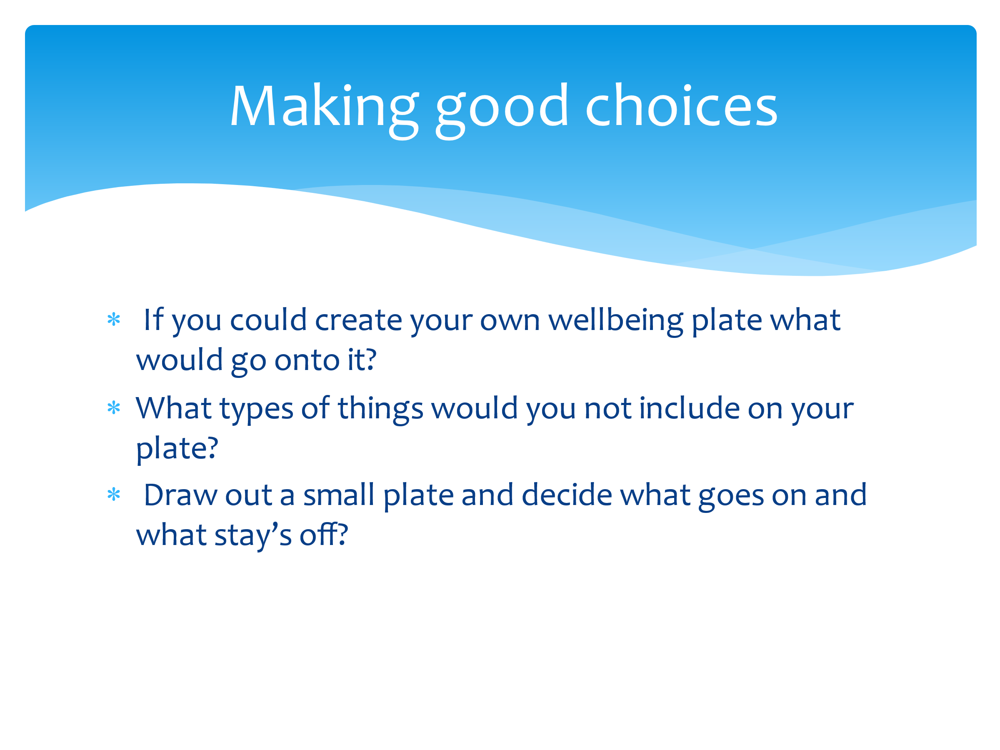 Making good choices
* If you could create your own wellbeing plate what
would go onto it?
* What types of things would you not include on your
plate?
* Draw out a small plate and decide what goes on and
what stay’s off?